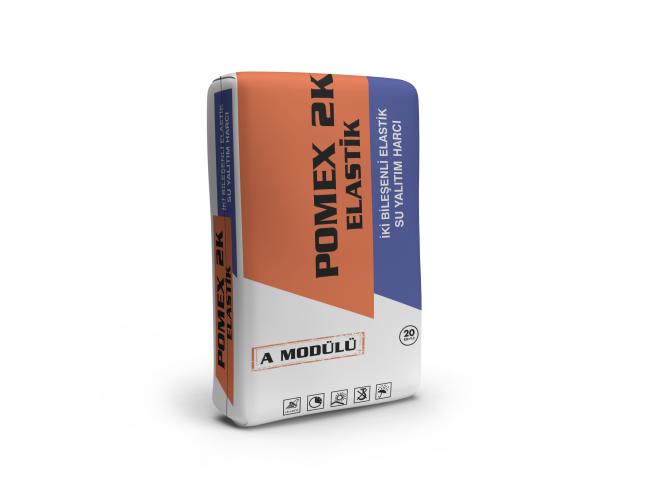 POMEX 2K
ELASTİK
İKİ BİLEŞENLİ ELASTİK
SU YALITIM HARCI
A MODÜLÜ
20
İKİ BİLEŞENLİ ELASTİK
SU YALITIM HARCI
POMEX 2K
ELASTİK